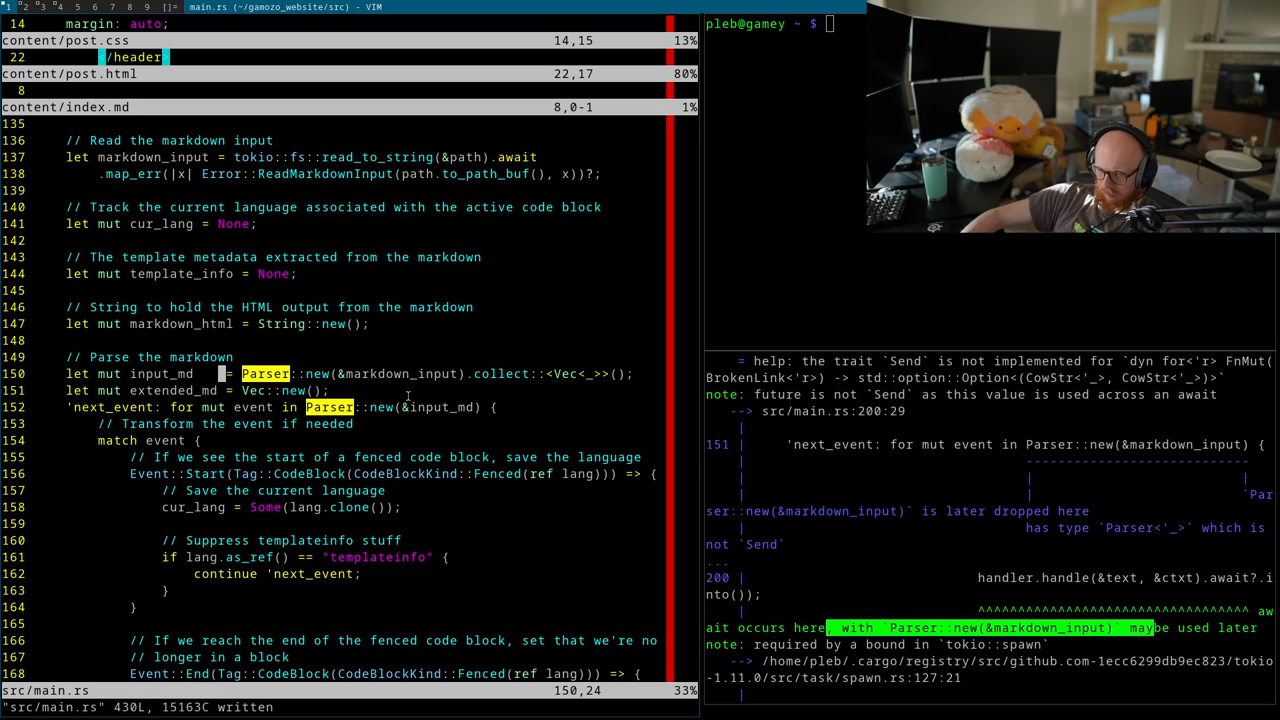 1 2 3 4 5 6 7 8 9 []= main.rs (~/gamozo_website/src) - VIM
14     margin: auto;
content/post.css 14,15 13%
22         </header>
content/post.html 22,17 80%
8
content/index.md 8,0-1 1%
135
136     // Read the markdown input
137     let markdown_input = tokio::fs::read_to_string(&path).await
138         .map_err(|x| Error::ReadMarkdownInput(path.to_path_buf(), x))?;
139
140     // Track the current language associated with the active code block
141     let mut cur_lang = None;
142
143     // The template metadata extracted from the markdown
144     let mut template_info = None;
145
146     // String to hold the HTML output from the markdown
147     let mut markdown_html = String::new();
148
149     // Parse the markdown
150     let mut input_md    = Parser::new(&markdown_input).collect::<Vec<_>>();
151     let mut extended_md = Vec::new();
152     'next_event: for mut event in Parser::new(&input_md) {
153         // Transform the event if needed
154         match event {
155             // If we see the start of a fenced code block, save the language
156             Event::Start(Tag::CodeBlock(CodeBlockKind::Fenced(ref lang))) => {
157                 // Save the current language
158                 cur_lang = Some(lang.clone());
159
160                 // Suppress templateinfo stuff
161                 if lang.as_ref() == "templateinfo" {
162                     continue 'next_event;
163                 }
164             }
165
166             // If we reach the end of the fenced code block, set that we're no
167             // longer in a block
168             Event::End(Tag::CodeBlock(CodeBlockKind::Fenced(ref lang))) => {
src/main.rs 150,24 33%
"src/main.rs" 430L, 15163C written
pleb@gamey ~ $
    = help: the trait `Send` is not implemented for `dyn for<'r> FnMut(
BrokenLink<'r>) -> std::option::Option<(CowStr<'_>, CowStr<'_>)>`
note: future is not `Send` as this value is used across an await
   --> src/main.rs:200:29
    |
151 |     'next_event: for mut event in Parser::new(&markdown_input) {
    |                                   ---------------------------
    |                                   |                          |
    |                                   |                          `Par
ser::new(&markdown_input)` is later dropped here
    |                                   has type `Parser<'_>` which is
not `Send`
...
200 |                             handler.handle(&text, &ctxt).await?.i
nto());
    |                             ^^^^^^^^^^^^^^^^^^^^^^^^^^^^^^^^^^ aw
ait occurs here, with `Parser::new(&markdown_input)` maybe used later
note: required by a bound in `tokio::spawn`
   --> /home/pleb/.cargo/registry/src/github.com-1ecc6299db9ec823/tokio
-1.11.0/src/task/spawn.rs:127:21
    |